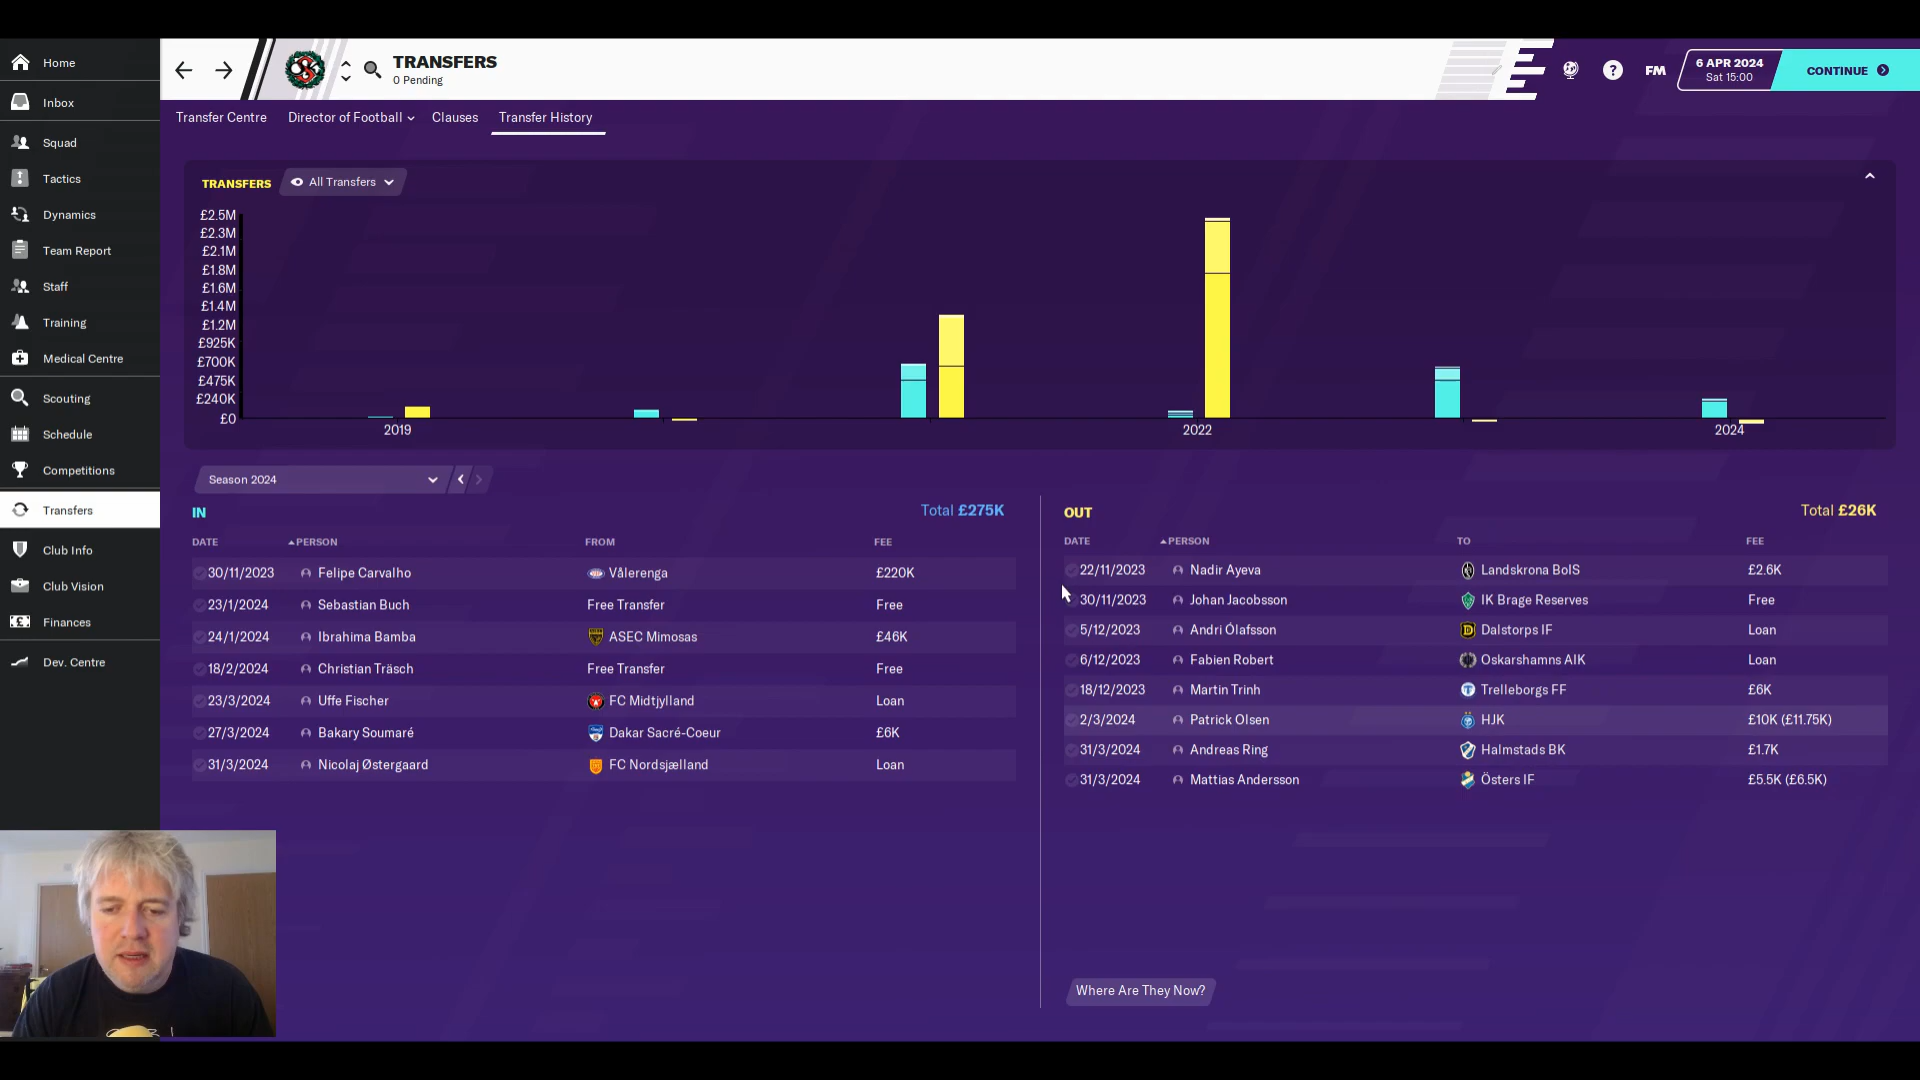 Home
Inbox
Squad
Tactics
Dynamics
Team Report
Staff
Training
Medical Centre
Scouting
Schedule
Competitions
Transfers
Club Info
Club Vision
Finances
Dev. Centre
TRANSFERS
0 Pending
FM
6 APR 2024
Sat 15:00
CONTINUE
Transfer Centre Director of Football Clauses Transfer History
TRANSFERS All Transfers
£2.5M
£2.3M
£2.1M
£1.8M
£1.6M
£1.4M
£1.2M
£925K
£700K
£475K
£240K
£0
2019 2022 2024
Season 2024
IN Total £275K
DATE PERSON FROM FEE
30/11/2023 Felipe Carvalho Vålerenga £220K
23/1/2024 Sebastian Buch Free Transfer Free
24/1/2024 Ibrahima Bamba ASEC Mimosas £46K
18/2/2024 Christian Träsch Free Transfer Free
23/3/2024 Uffe Fischer FC Midtjylland Loan
27/3/2024 Bakary Soumaré Dakar Sacré-Coeur £6K
31/3/2024 Nicolaj Østergaard FC Nordsjælland Loan
OUT Total £26K
DATE PERSON TO FEE
22/11/2023 Nadir Ayeva Landskrona BoIS £2.6K
30/11/2023 Johan Jacobsson IK Brage Reserves Free
5/12/2023 Andri Ólafsson Dalstorps IF Loan
6/12/2023 Fabien Robert Oskarshamns AIK Loan
18/12/2023 Martin Trinh Trelleborgs FF £6K
2/3/2024 Patrick Olsen HJK £10K (£11.75K)
31/3/2024 Andreas Ring Halmstads BK £1.7K
31/3/2024 Mattias Andersson Östers IF £5.5K (£6.5K)
Where Are They Now?